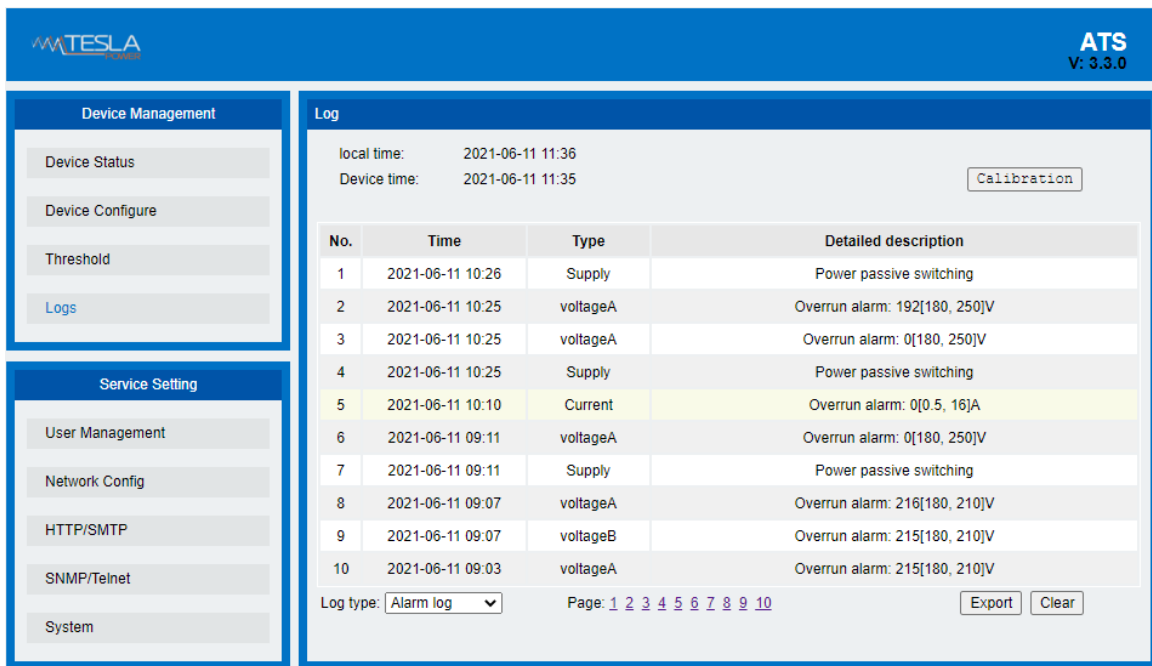 TESLA
POWER
ATS
V: 3.3.0
Device Management
Device Status
Device Configure
Threshold
Logs
Service Setting
User Management
Network Config
HTTP/SMTP
SNMP/Telnet
System
Log
local time: 2021-06-11 11:36
Device time: 2021-06-11 11:35
Calibration
No. Time Type Detailed description
1 2021-06-11 10:26 Supply Power passive switching
2 2021-06-11 10:25 voltageA Overrun alarm: 192[180, 250]V
3 2021-06-11 10:25 voltageA Overrun alarm: 0[180, 250]V
4 2021-06-11 10:25 Supply Power passive switching
5 2021-06-11 10:10 Current Overrun alarm: 0[0.5, 16]A
6 2021-06-11 09:11 voltageA Overrun alarm: 0[180, 250]V
7 2021-06-11 09:11 Supply Power passive switching
8 2021-06-11 09:07 voltageA Overrun alarm: 216[180, 210]V
9 2021-06-11 09:07 voltageB Overrun alarm: 215[180, 210]V
10 2021-06-11 09:03 voltageA Overrun alarm: 215[180, 210]V
Log type: Alarm log Page: 1 2 3 4 5 6 7 8 9 10 Export Clear